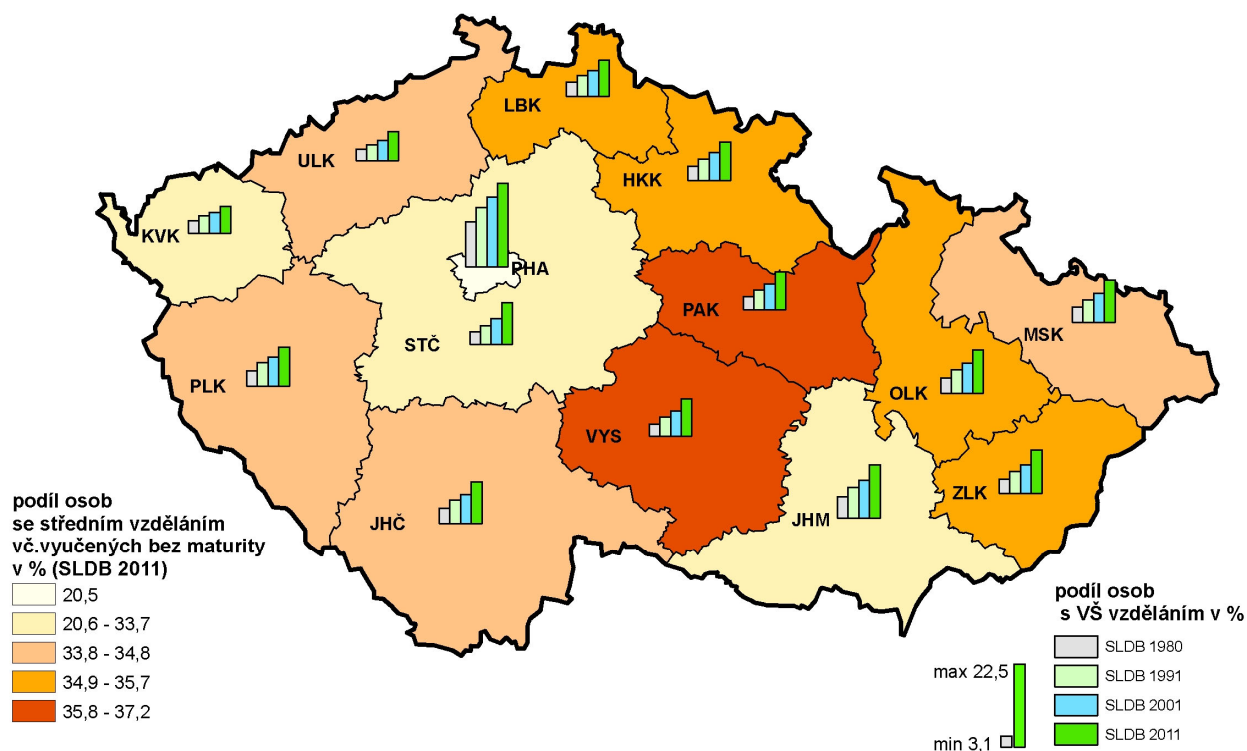 LBK
ULK
HKK
KVK
PHA
PAK
STČ
MSK
PLK
OLK
VYS
ZLK
JHČ
JHM
podíl osob
se středním vzděláním
vč.vyučených bez maturity
v % (SLDB 2011)
20,5
20,6 - 33,7
33,8 - 34,8
34,9 - 35,7
35,8 - 37,2
podíl osob
s VŠ vzděláním v %
SLDB 1980
SLDB 1991
SLDB 2001
SLDB 2011
max 22,5
min 3,1